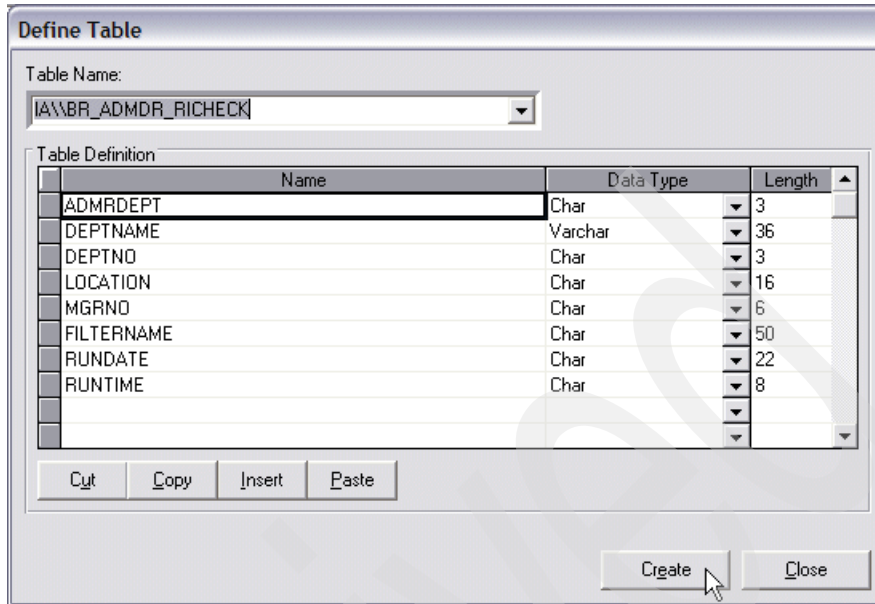 Define Table
Table Name:
IA\\BR_ADMDR_RICHECK
Table Definition
Name Data Type Length
ADMRDEPT Char 3
DEPTNAME Varchar 36
DEPTNO Char 3
LOCATION Char 16
MGRNO Char 6
FILTERNAME Char 50
RUNDATE Char 22
RUNTIME Char 8
Cut Copy Insert Paste
Create Close